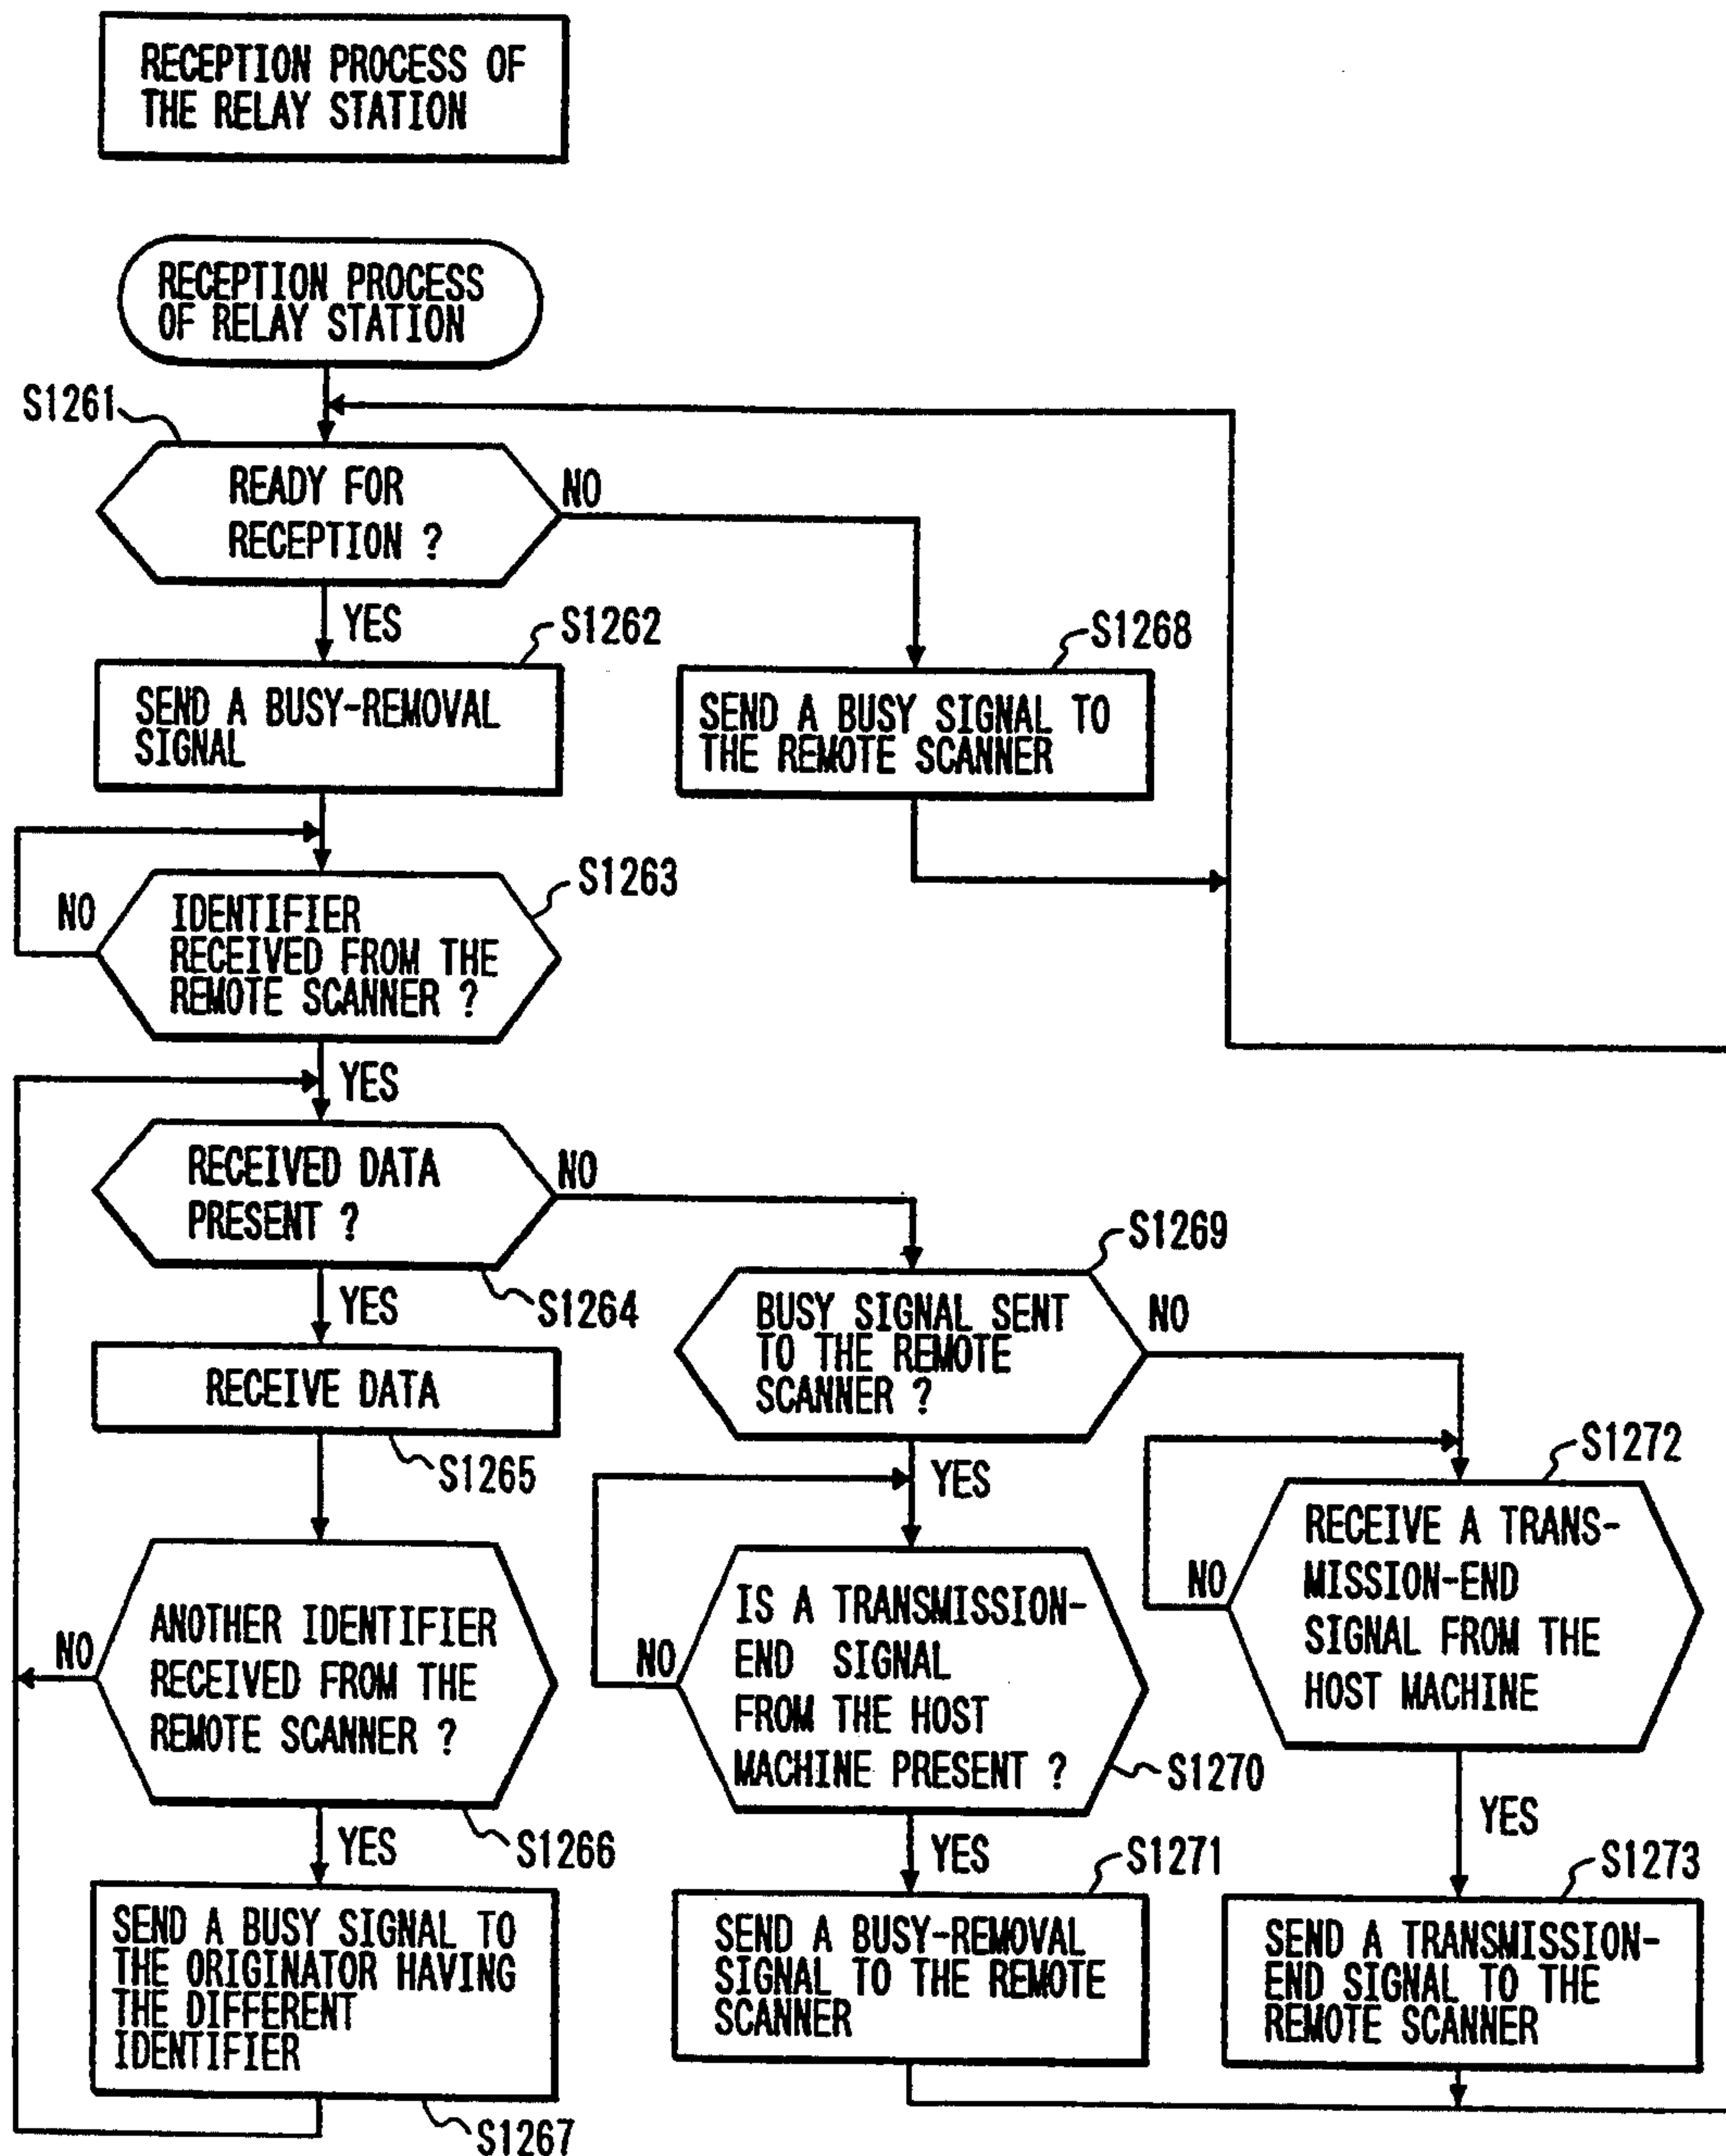 RECEPTION PROCESS OF
THE RELAY STATION
RECEPTION PROCESS
OF RELAY STATION
S1261
READY FOR
RECEPTION ?
NO
YES
S1262
SEND A BUSY-REMOVAL
SIGNAL
S1268
SEND A BUSY SIGNAL TO
THE REMOTE SCANNER
S1263
NO
IDENTIFIER
RECEIVED FROM THE
REMOTE SCANNER ?
YES
RECEIVED DATA
PRESENT ?
NO
S1264
YES
RECEIVE DATA
S1265
S1269
BUSY SIGNAL SENT
TO THE REMOTE
SCANNER ?
NO
YES
S1272
RECEIVE A TRANS-
MISSION-END
SIGNAL FROM THE
HOST MACHINE
NO
YES
NO
ANOTHER IDENTIFIER
RECEIVED FROM THE
REMOTE SCANNER ?
S1266
YES
NO
IS A TRANSMISSION-
END SIGNAL
FROM THE HOST
MACHINE PRESENT ?
S1270
YES
SEND A BUSY SIGNAL TO
THE ORIGINATOR HAVING
THE DIFFERENT
IDENTIFIER
S1267
S1271
SEND A BUSY-REMOVAL
SIGNAL TO THE REMOTE
SCANNER
S1273
SEND A TRANSMISSION-
END SIGNAL TO THE
REMOTE SCANNER